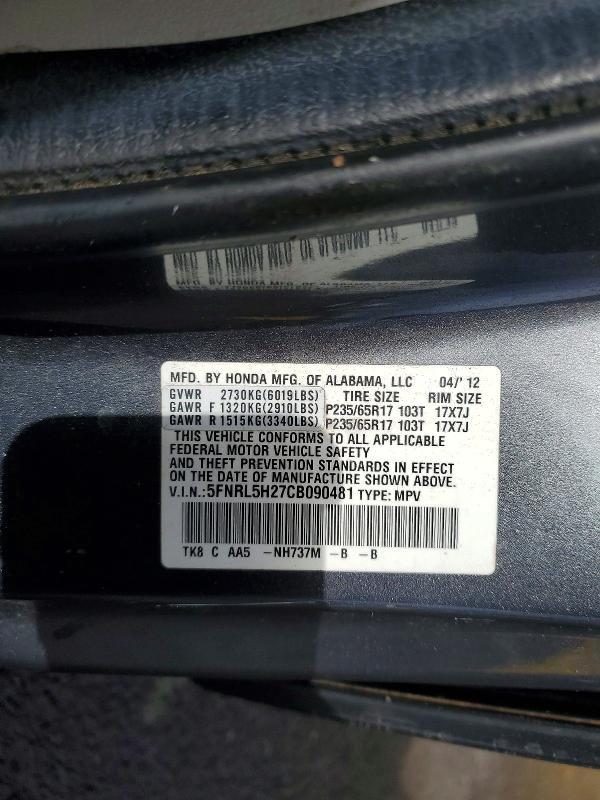 MFD. BY HONDA MFG. OF ALABAMA, LLC 04/'12
GVWR 2730KG(6019LBS) TIRE SIZE RIM SIZE
GAWR F 1320KG(2910LBS) P235/65R17 103T 17X7J
GAWR R 1515KG(3340LBS) P235/65R17 103T 17X7J
THIS VEHICLE CONFORMS TO ALL APPLICABLE
FEDERAL MOTOR VEHICLE SAFETY
AND THEFT PREVENTION STANDARDS IN EFFECT
ON THE DATE OF MANUFACTURE SHOWN ABOVE.
V.I.N.:5FNRL5H27CB090481 TYPE: MPV
TK8 C AA5 -NH737M -B -B